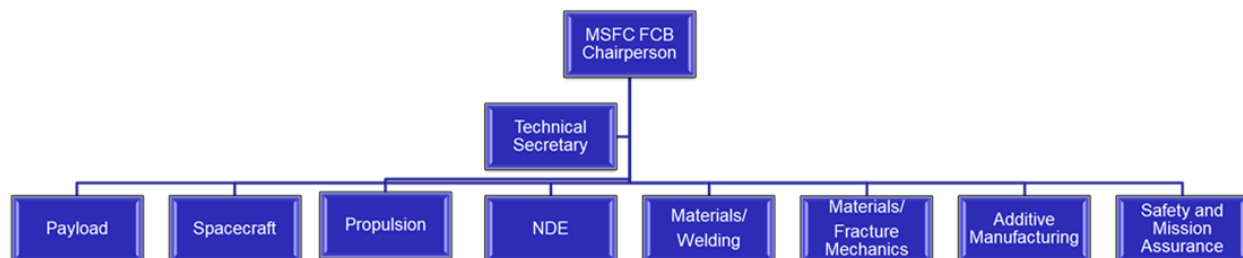 MSFC FCB
Chairperson
Technical
Secretary
Payload
Spacecraft
Propulsion
NDE
Materials/
Welding
Materials/
Fracture
Mechanics
Additive
Manufacturing
Safety and
Mission
Assurance